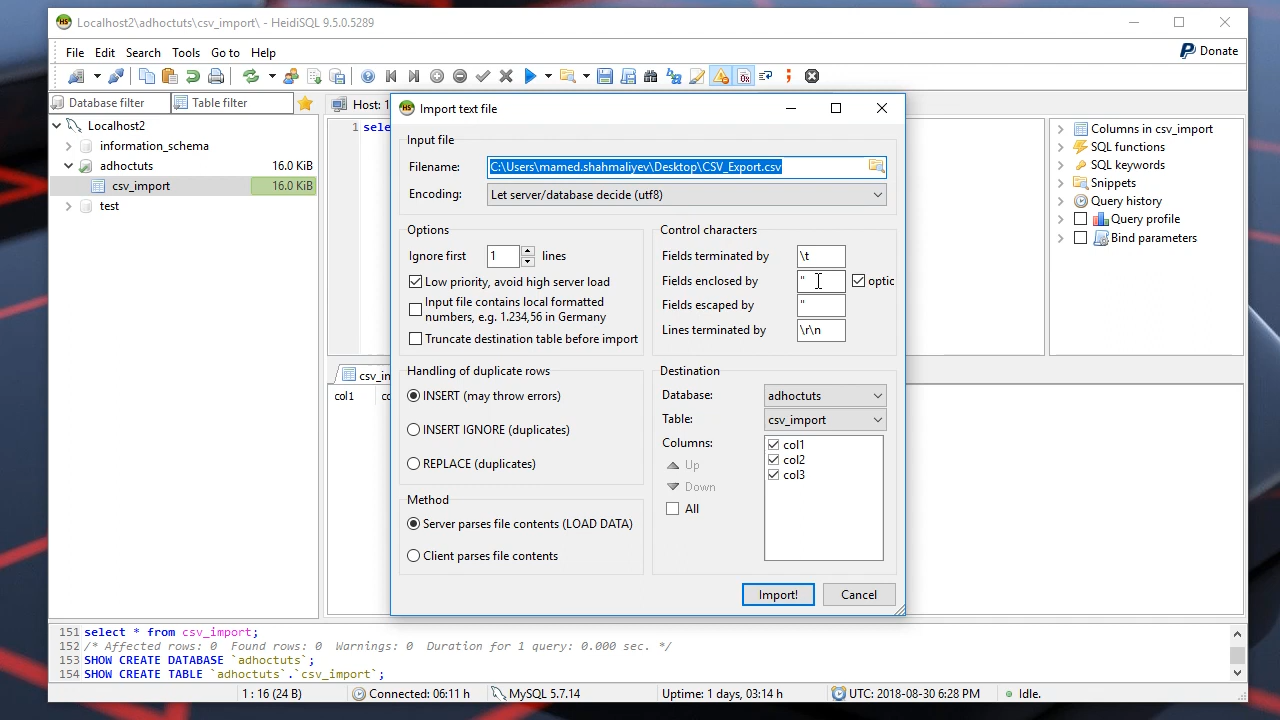 Localhost2\adhoctuts\csv_import\ - HeidiSQL 9.5.0.5289
File Edit Search Tools Go to Help
Donate
Database filter
Table filter
Host: 1
1 sele
Localhost2
information_schema
adhoctuts 16.0 KiB
csv_import 16.0 KiB
test
Import text file
Input file
Filename: C:\Users\mamed.shahmaliyev\Desktop\CSV_Export.csv
Encoding: Let server/database decide (utf8)
Options
Ignore first 1 lines
Low priority, avoid high server load
Input file contains local formatted
numbers, e.g. 1.234,56 in Germany
Truncate destination table before import
Control characters
Fields terminated by \t
Fields enclosed by " optic
Fields escaped by "
Lines terminated by \r\n
Handling of duplicate rows
INSERT (may throw errors)
INSERT IGNORE (duplicates)
REPLACE (duplicates)
Method
Server parses file contents (LOAD DATA)
Client parses file contents
Destination
Database: adhoctuts
Table: csv_import
Columns:
col1
col2
col3
Up
Down
All
Import! Cancel
csv_in
col1 co
Columns in csv_import
SQL functions
SQL keywords
Snippets
Query history
Query profile
Bind parameters
151 select * from csv_import;
152 /* Affected rows: 0 Found rows: 0 Warnings: 0 Duration for 1 query: 0.000 sec. */
153 SHOW CREATE DATABASE `adhoctuts`;
154 SHOW CREATE TABLE `adhoctuts`.`csv_import`;
1 : 16 (24 B) Connected: 06:11 h MySQL 5.7.14 Uptime: 1 days, 03:14 h UTC: 2018-08-30 6:28 PM Idle.